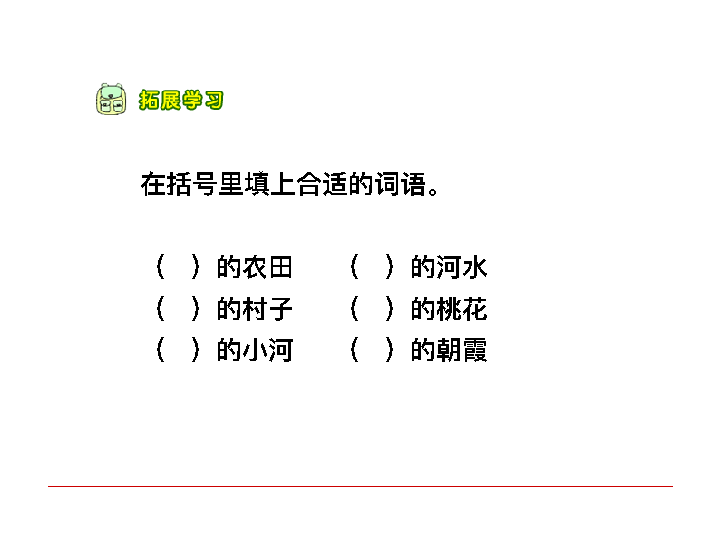 拓展学习
在括号里填上合适的词语。
（ ）的农田 （ ）的河水
（ ）的村子 （ ）的桃花
（ ）的小河 （ ）的朝霞